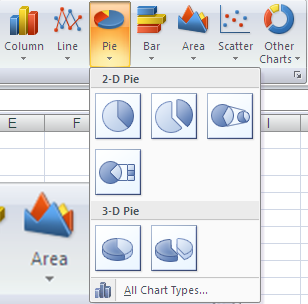 Column Line Pie Bar Area Scatter Other
Charts
2-D Pie
E F I
3-D Pie
Area
All Chart Types...